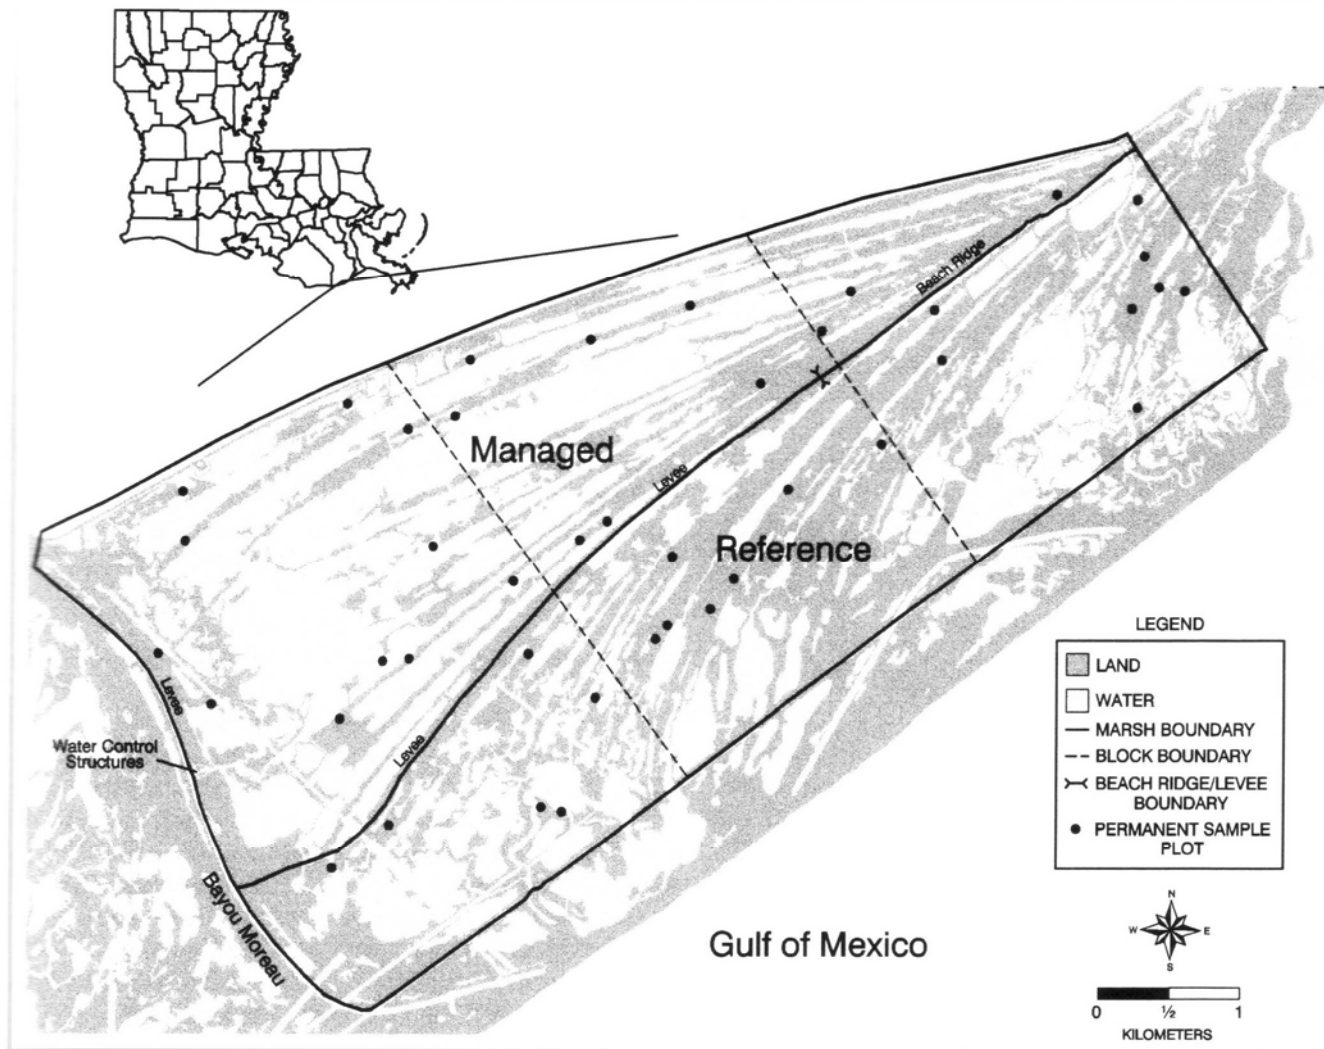 Beach Ridge
Managed
Levee
Reference
Levee
Water Control
Structures
Levee
Bayou Moreau
Gulf of Mexico
LEGEND
LAND
WATER
MARSH BOUNDARY
BLOCK BOUNDARY
BEACH RIDGE/LEVEE
BOUNDARY
PERMANENT SAMPLE
PLOT
N
W
E
S
0 ½ 1
KILOMETERS